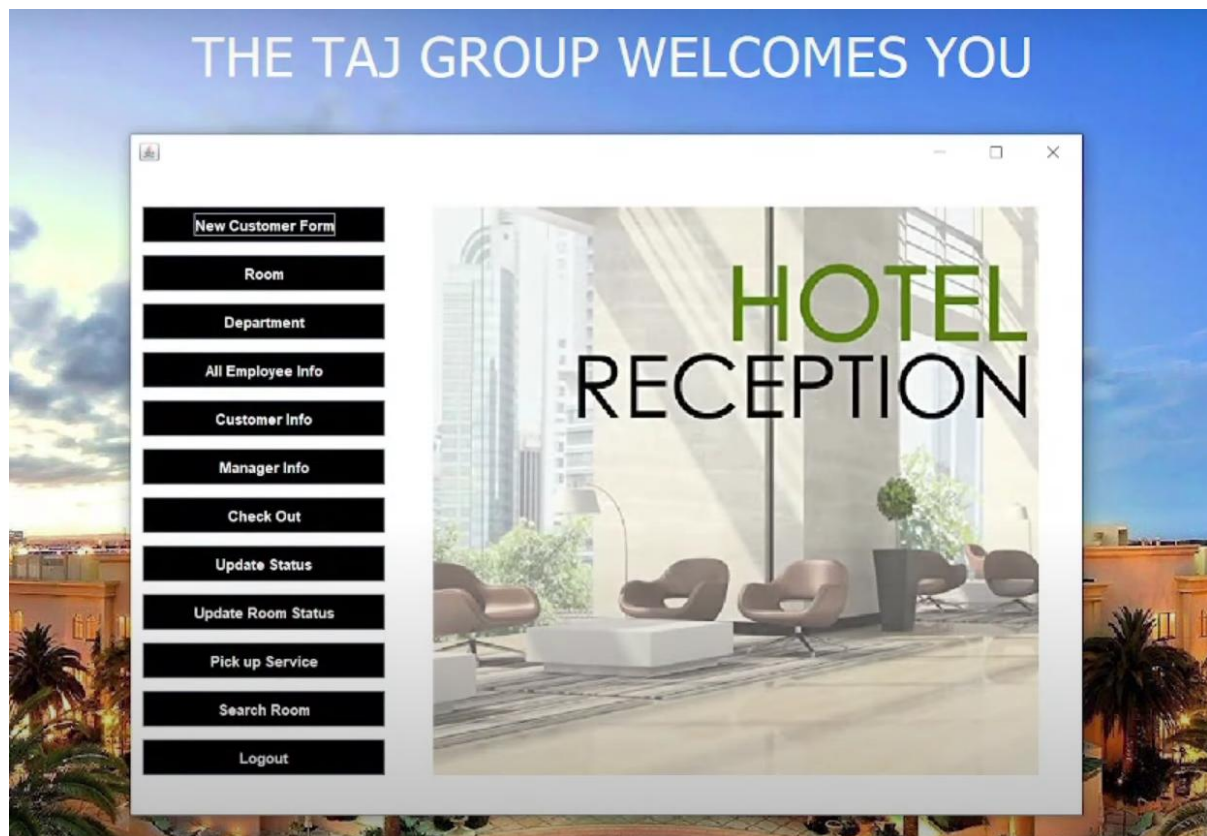 THE TAJ GROUP WELCOMES YOU
New Customer Form
Room
Department
All Employee Info
Customer Info
Manager Info
Check Out
Update Status
Update Room Status
Pick up Service
Search Room
Logout
HOTEL
RECEPTION